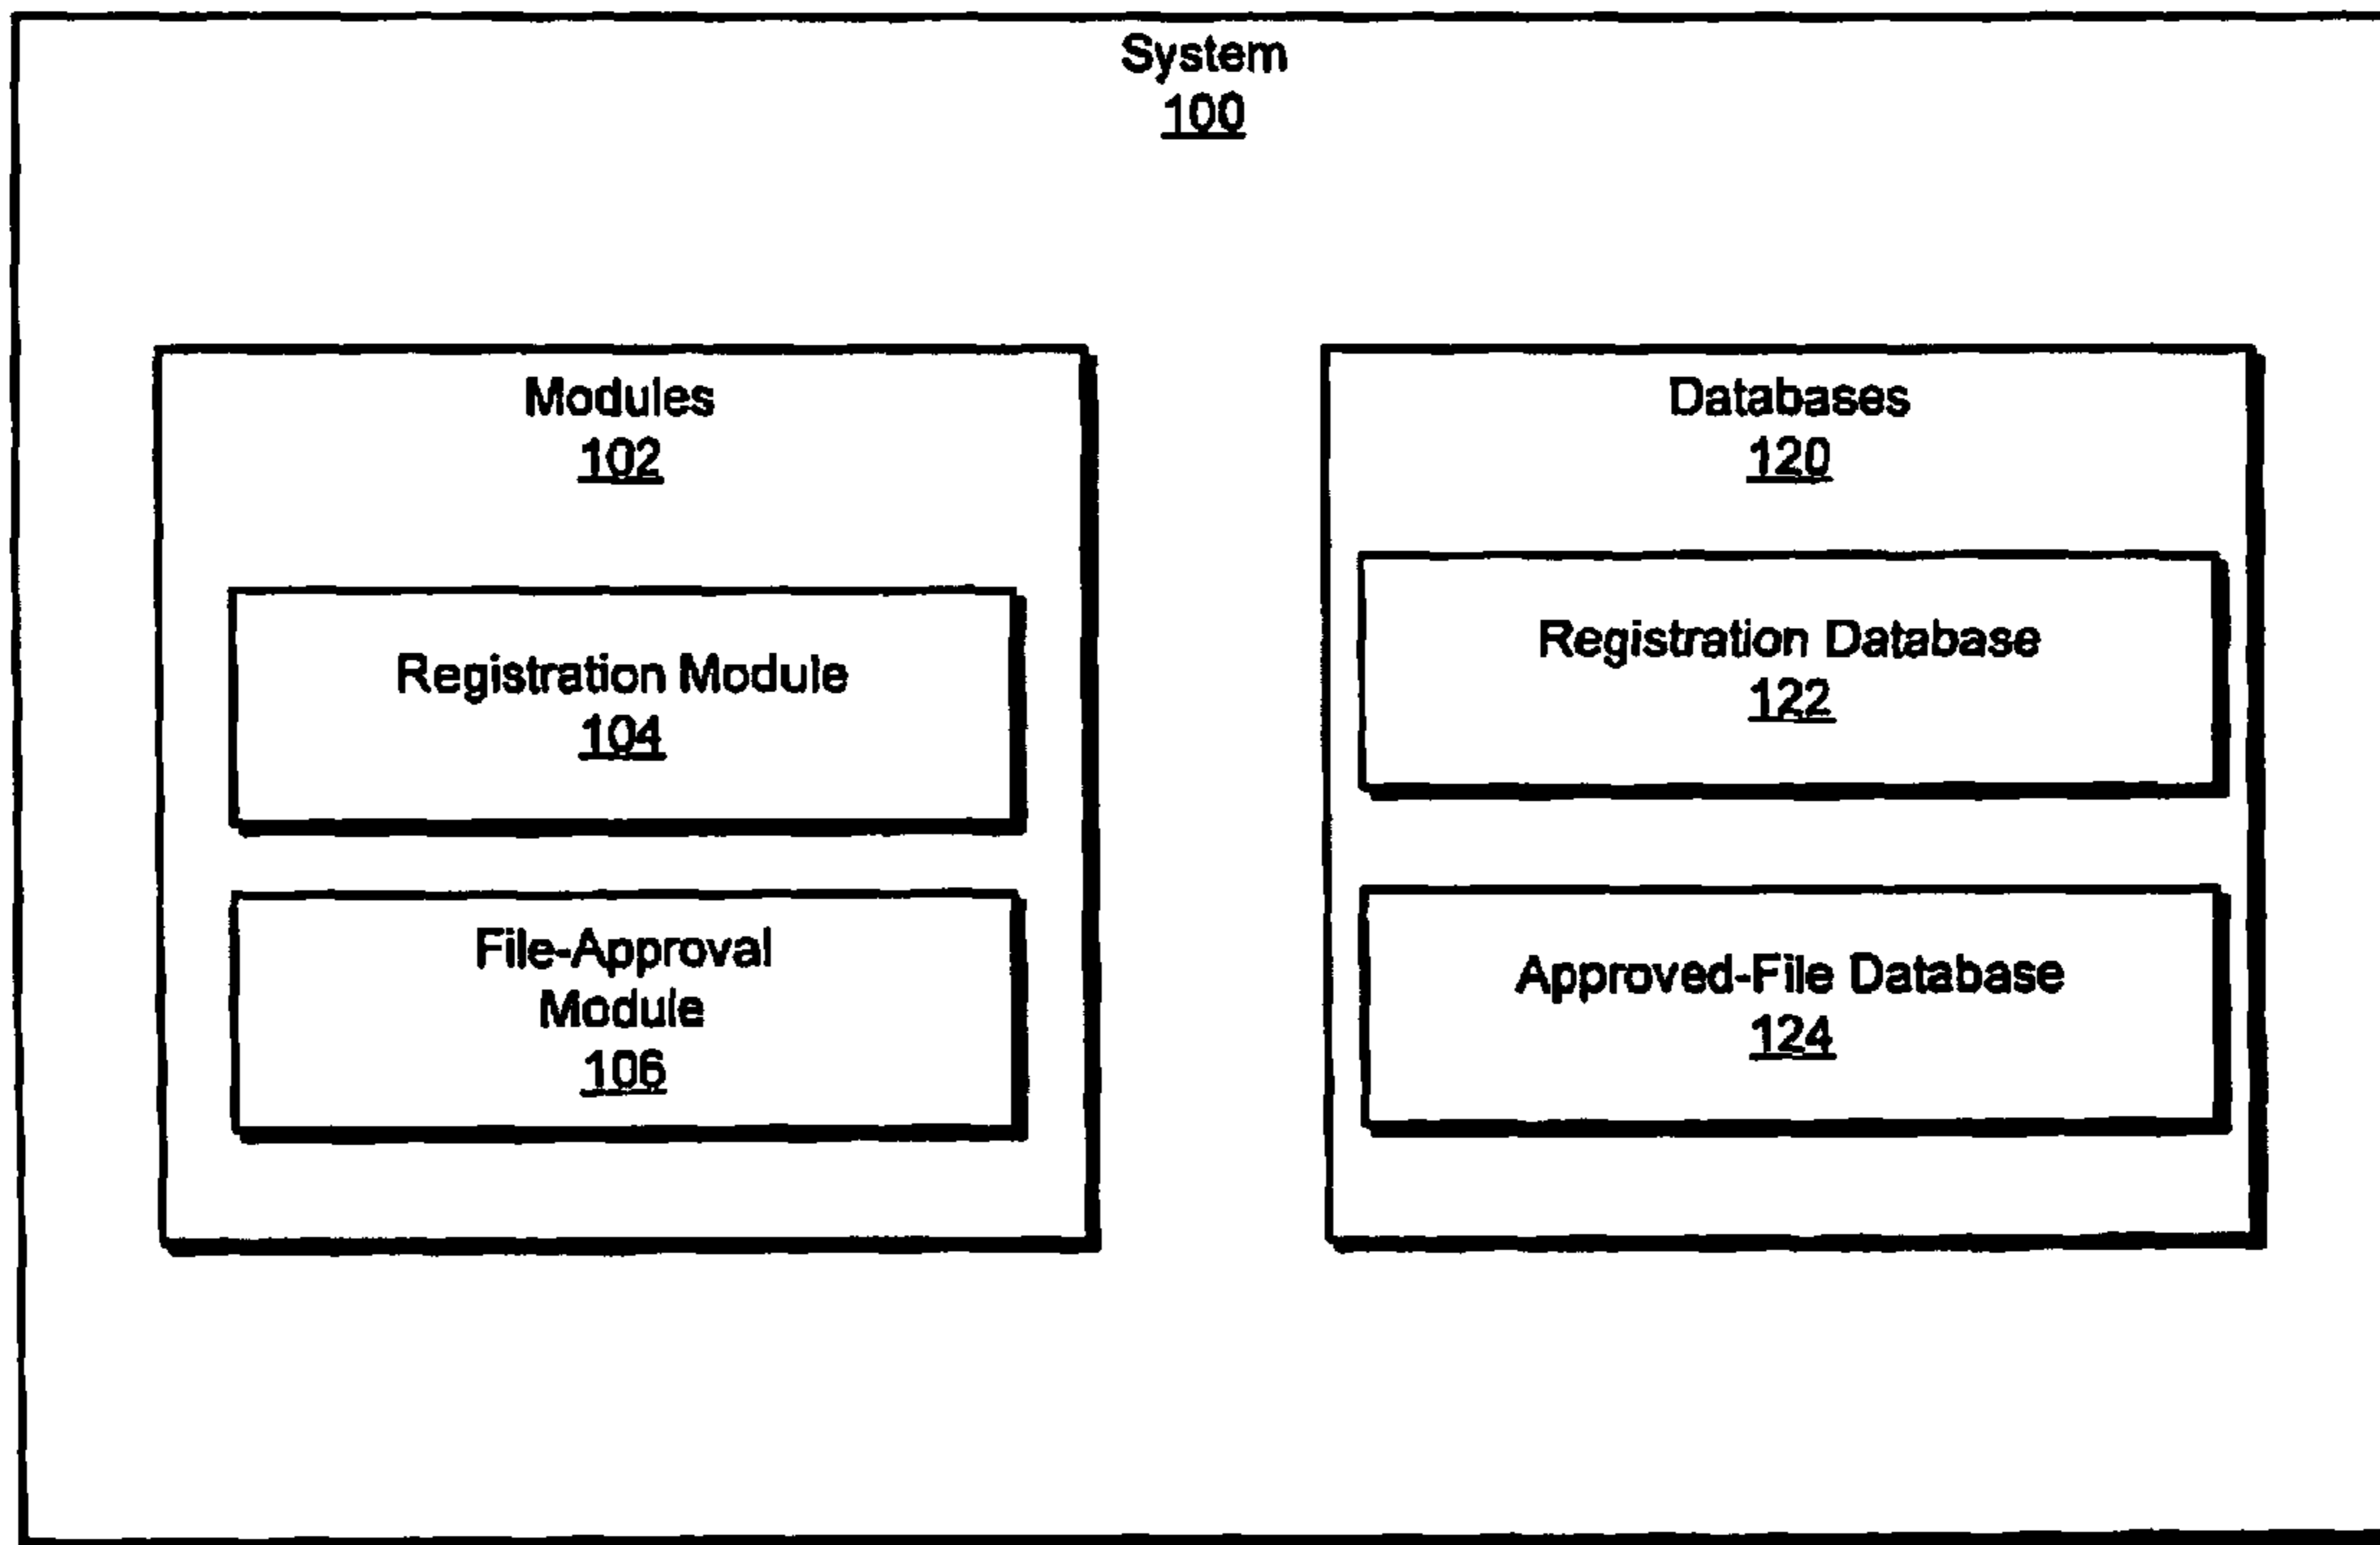 System
100
Modules
102
Registration Module
104
File-Approval
Module
106
Databases
120
Registration Database
122
Approved-File Database
124